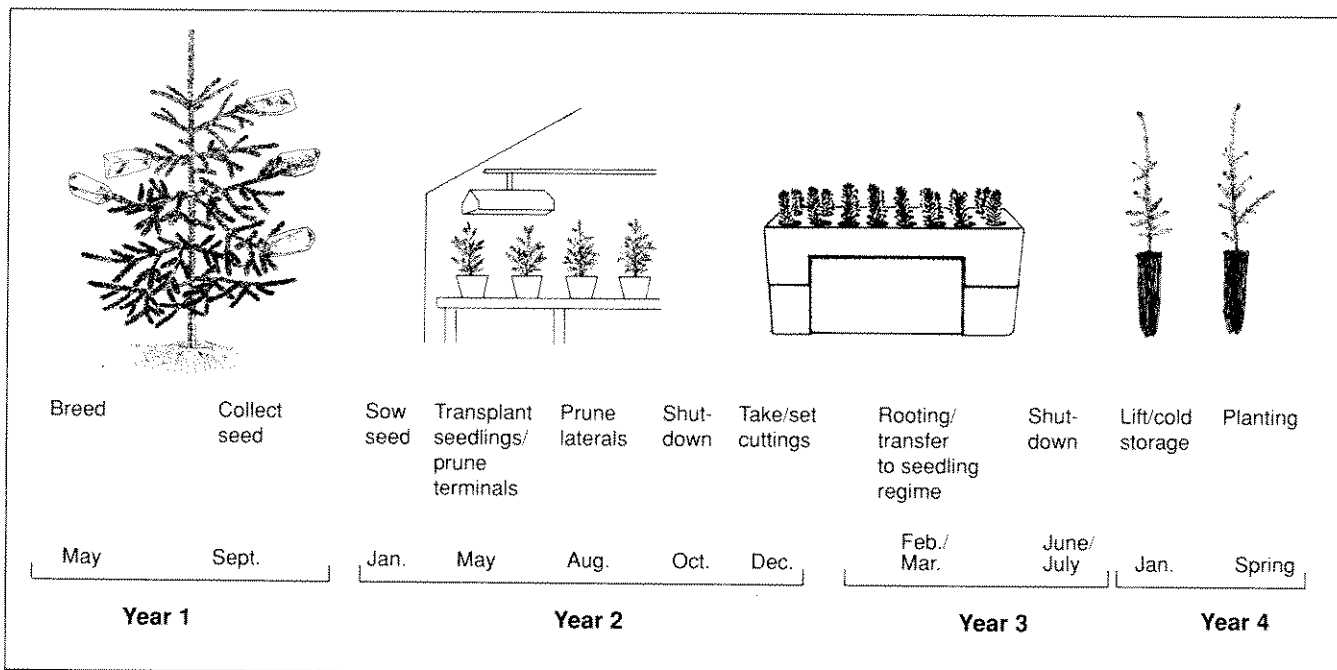 Breed
Collect
seed
Sow
seed
Transplant
seedlings/
prune
terminals
Prune
laterals
Shut-
down
Take/set
cuttings
Rooting/
transfer
to seedling
regime
Shut-
down
Lift/cold
storage
Planting
May
Sept.
Jan.
May
Aug.
Oct.
Dec.
Feb./
Mar.
June/
July
Jan.
Spring
Year 1
Year 2
Year 3
Year 4